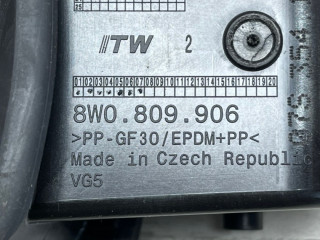 ITW 2
01 02 03 04 05 06 07 08 09 10 11 12 13 14 15 16 17 18 19 20
8W0.809.906
>PP-GF30/EPDM+PP<
Made in Czech Republic
VG5